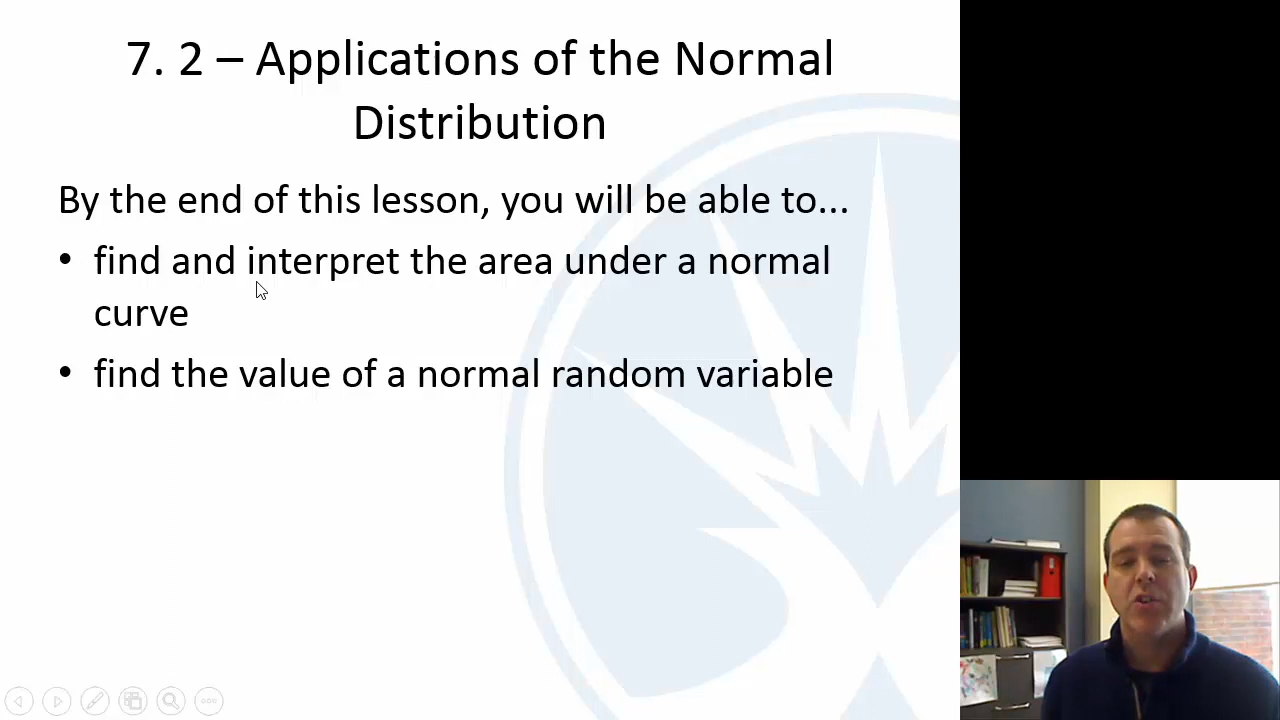 7. 2 – Applications of the Normal
Distribution
By the end of this lesson, you will be able to...
• find and interpret the area under a normal
curve
• find the value of a normal random variable